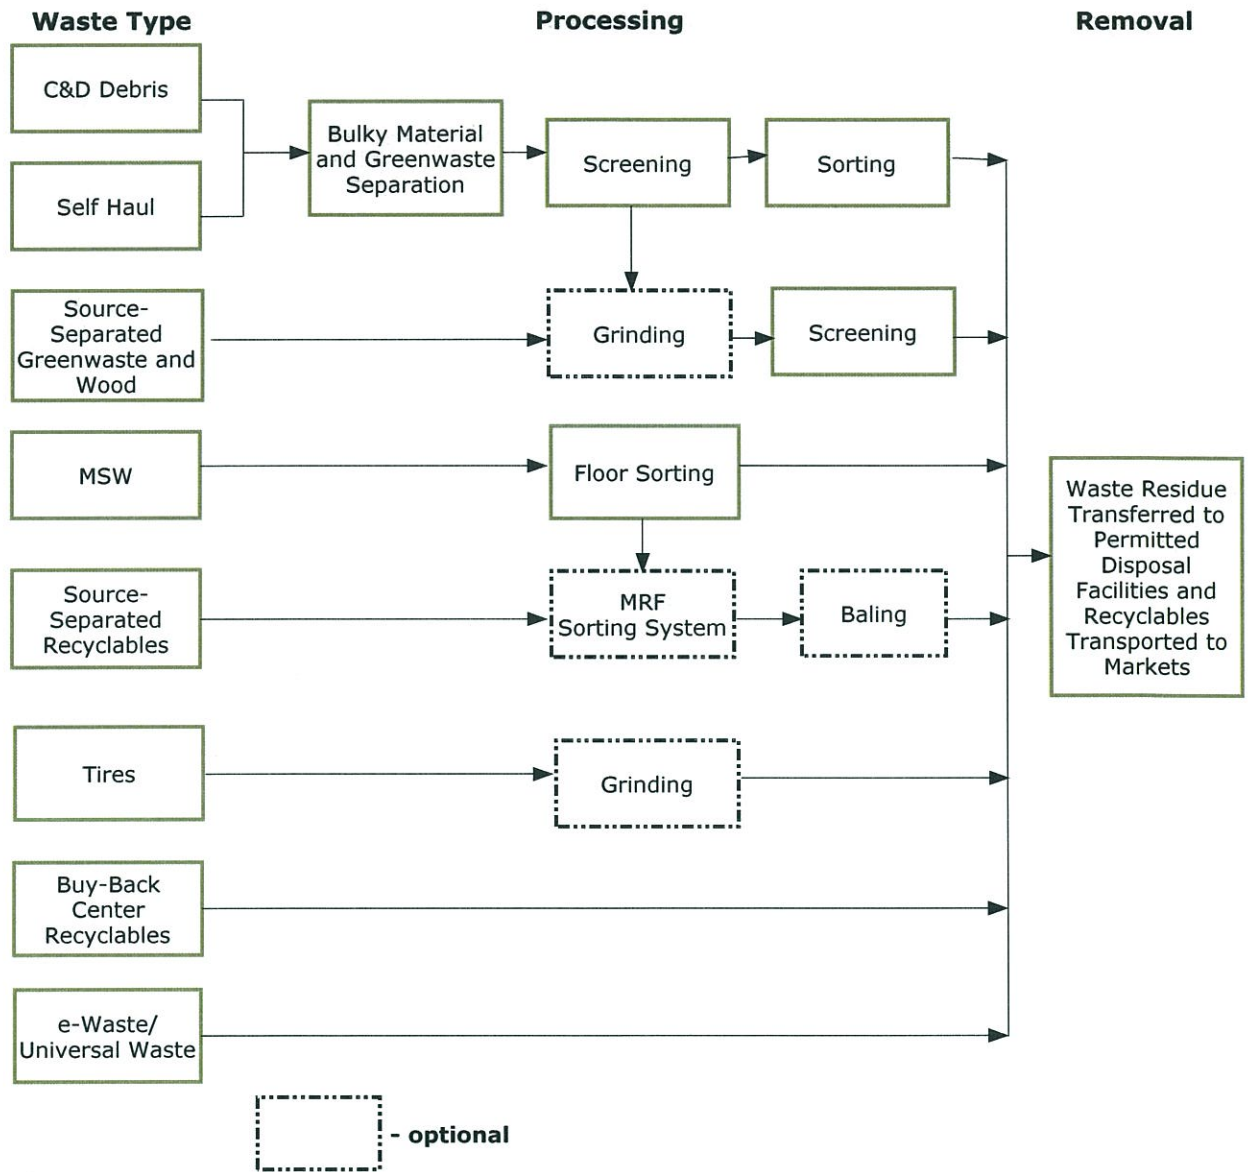 Waste Type
Processing
Removal
C&D Debris
Self Haul
Bulky Material
and Greenwaste
Separation
Screening
Sorting
Source-
Separated
Greenwaste and
Wood
Grinding
Screening
MSW
Floor Sorting
Source-
Separated
Recyclables
MRF
Sorting System
Baling
Waste Residue
Transferred to
Permitted
Disposal
Facilities and
Recyclables
Transported to
Markets
Tires
Grinding
Buy-Back
Center
Recyclables
e-Waste/
Universal Waste
- optional